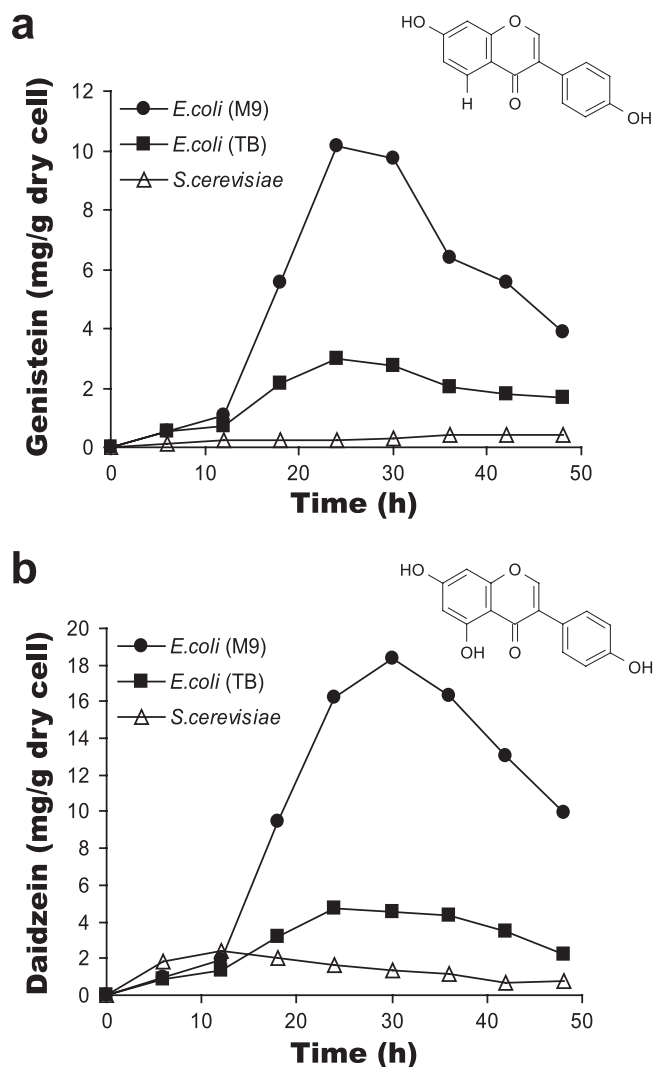 a
HO
O
H
O
OH
Genistein (mg/g dry cell)
12
10
8
6
4
2
0
E.coli (M9)
E.coli (TB)
S.cerevisiae
0 10 20 30 40 50
Time (h)
b
HO
O
OH
O
OH
Daidzein (mg/g dry cell)
20
18
16
14
12
10
8
6
4
2
0
E.coli (M9)
E.coli (TB)
S.cerevisiae
0 10 20 30 40 50
Time (h)